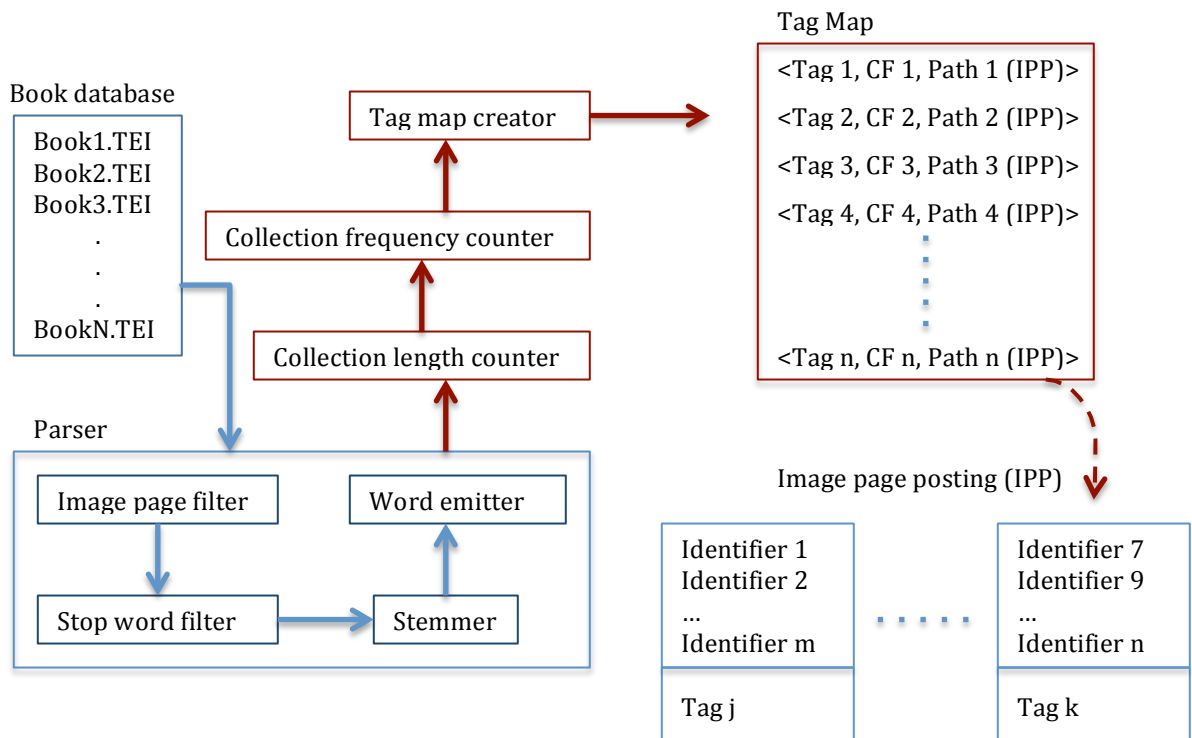 Book database
Book1.TEI
Book2.TEI
Book3.TEI
.
.
.
BookN.TEI
Parser
Image page filter
Stop word filter
Stemmer
Word emitter
Collection length counter
Collection frequency counter
Tag map creator
Tag Map
<Tag 1, CF 1, Path 1 (IPP)>
<Tag 2, CF 2, Path 2 (IPP)>
<Tag 3, CF 3, Path 3 (IPP)>
<Tag 4, CF 4, Path 4 (IPP)>
<Tag n, CF n, Path n (IPP)>
Image page posting (IPP)
Identifier 1
Identifier 2
...
Identifier m
Tag j
Identifier 7
Identifier 9
...
Identifier n
Tag k